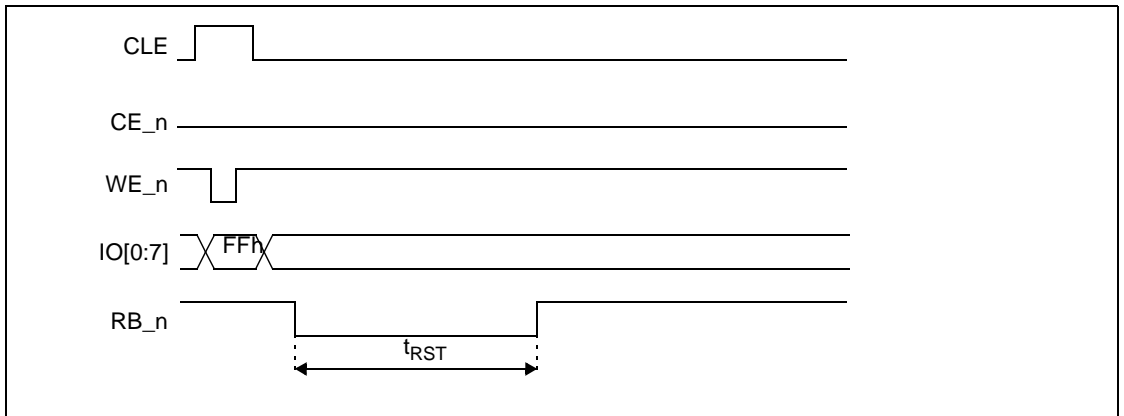 CLE
CE_n
WE_n
IO[0:7] FFh
RB_n
tRST